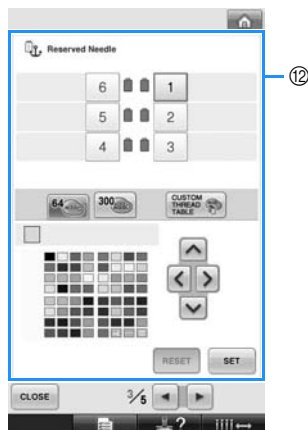 Reserved Needle
⑫
6 1
5 2
4 3
64 300 CUSTOM
THREAD
TABLE
RESET SET
CLOSE 3/5
?